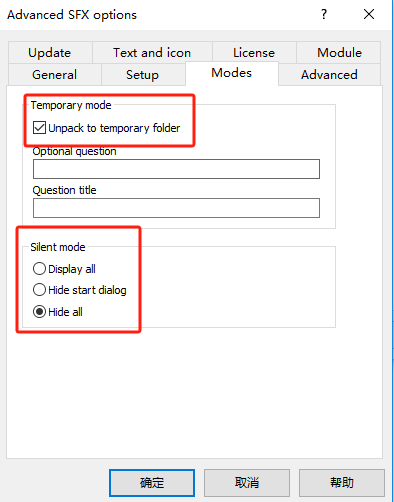 Advanced SFX options
? ×
Update Text and icon License Module
General Setup Modes Advanced
Temporary mode
Unpack to temporary folder
Optional question
Question title
Silent mode
Display all
Hide start dialog
Hide all
确定 取消 帮助